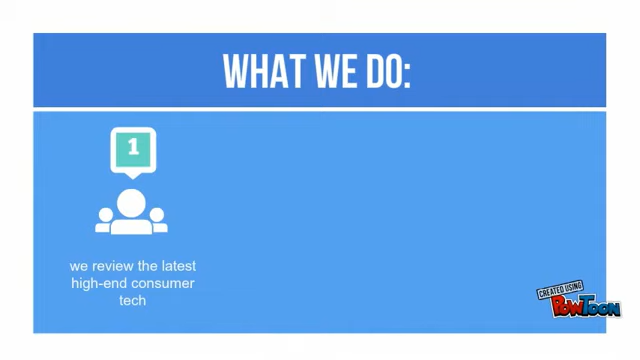 WHAT WE DO:
1
we review the latest
high-end consumer
tech
CREATED USING
POWTOON